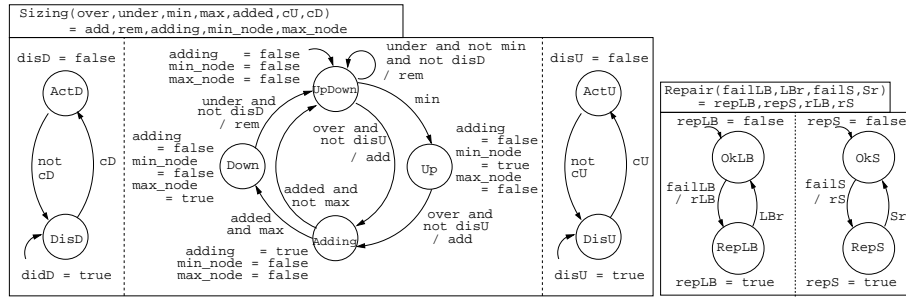 Sizing(over,under,min,max,added,cU,cD)
= add,rem,adding,min_node,max_node
disD = false
ActD
not
cD
cD
DisD
didD = true
adding = false
min_node = false
max_node = false
UpDown
under and not min
and not disD
/ rem
under and
not disD
/ rem
min
over and
not disU
/ add
adding
= false
min_node
= false
max_node
= true
Down
Up
adding
= false
min_node
= true
max_node
= false
added and
not max
added
and max
over and
not disU
/ add
Adding
adding = true
min_node = false
max_node = false
disU = false
ActU
not
cU
cU
DisU
disU = true
Repair(failLB,LBr,failS,Sr)
= repLB,repS,rLB,rS
repLB = false
OkLB
failLB
/ rLB
LBr
RepLB
repLB = true
repS = false
OkS
failS
/ rS
Sr
RepS
repS = true